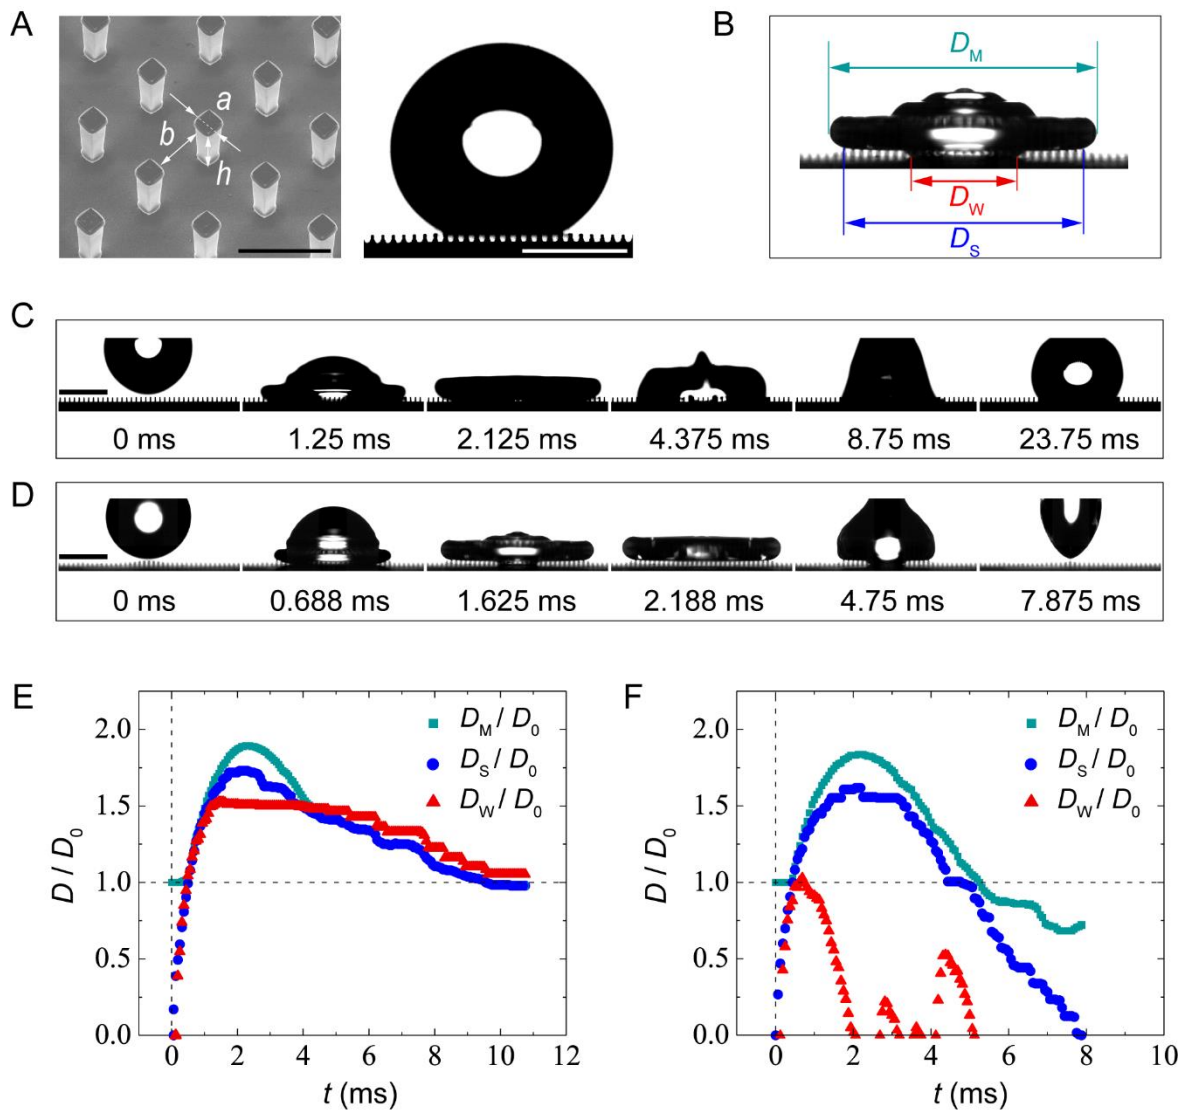 A
a
b
h
B
D_M
D_W
D_S
C
0 ms
1.25 ms
2.125 ms
4.375 ms
8.75 ms
23.75 ms
D
0 ms
0.688 ms
1.625 ms
2.188 ms
4.75 ms
7.875 ms
E
D_M / D_0
D_S / D_0
D_W / D_0
2.0
1.5
1.0
0.5
0.0
D / D_0
0 2 4 6 8 10 12
t (ms)
F
D_M / D_0
D_S / D_0
D_W / D_0
2.0
1.5
1.0
0.5
0.0
D / D_0
0 2 4 6 8 10
t (ms)